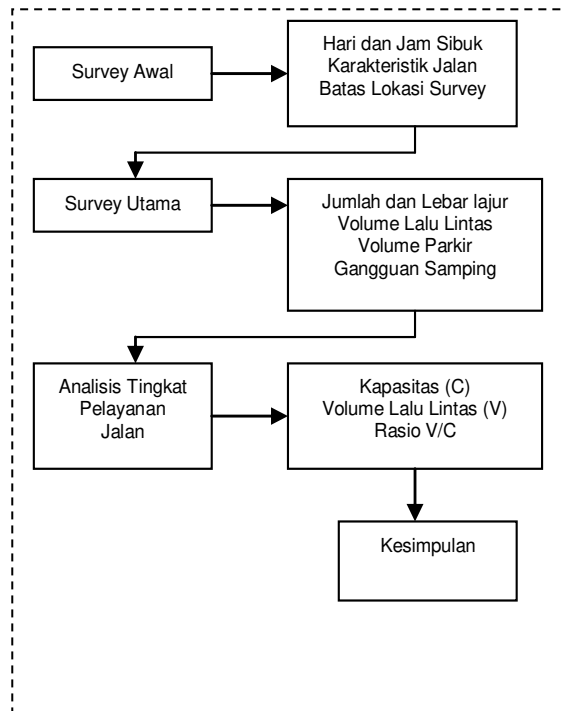 Survey Awal
Hari dan Jam Sibuk
Karakteristik Jalan
Batas Lokasi Survey
Survey Utama
Jumlah dan Lebar lajur
Volume Lalu Lintas
Volume Parkir
Gangguan Samping
Analisis Tingkat
Pelayanan
Jalan
Kapasitas (C)
Volume Lalu Lintas (V)
Rasio V/C
Kesimpulan